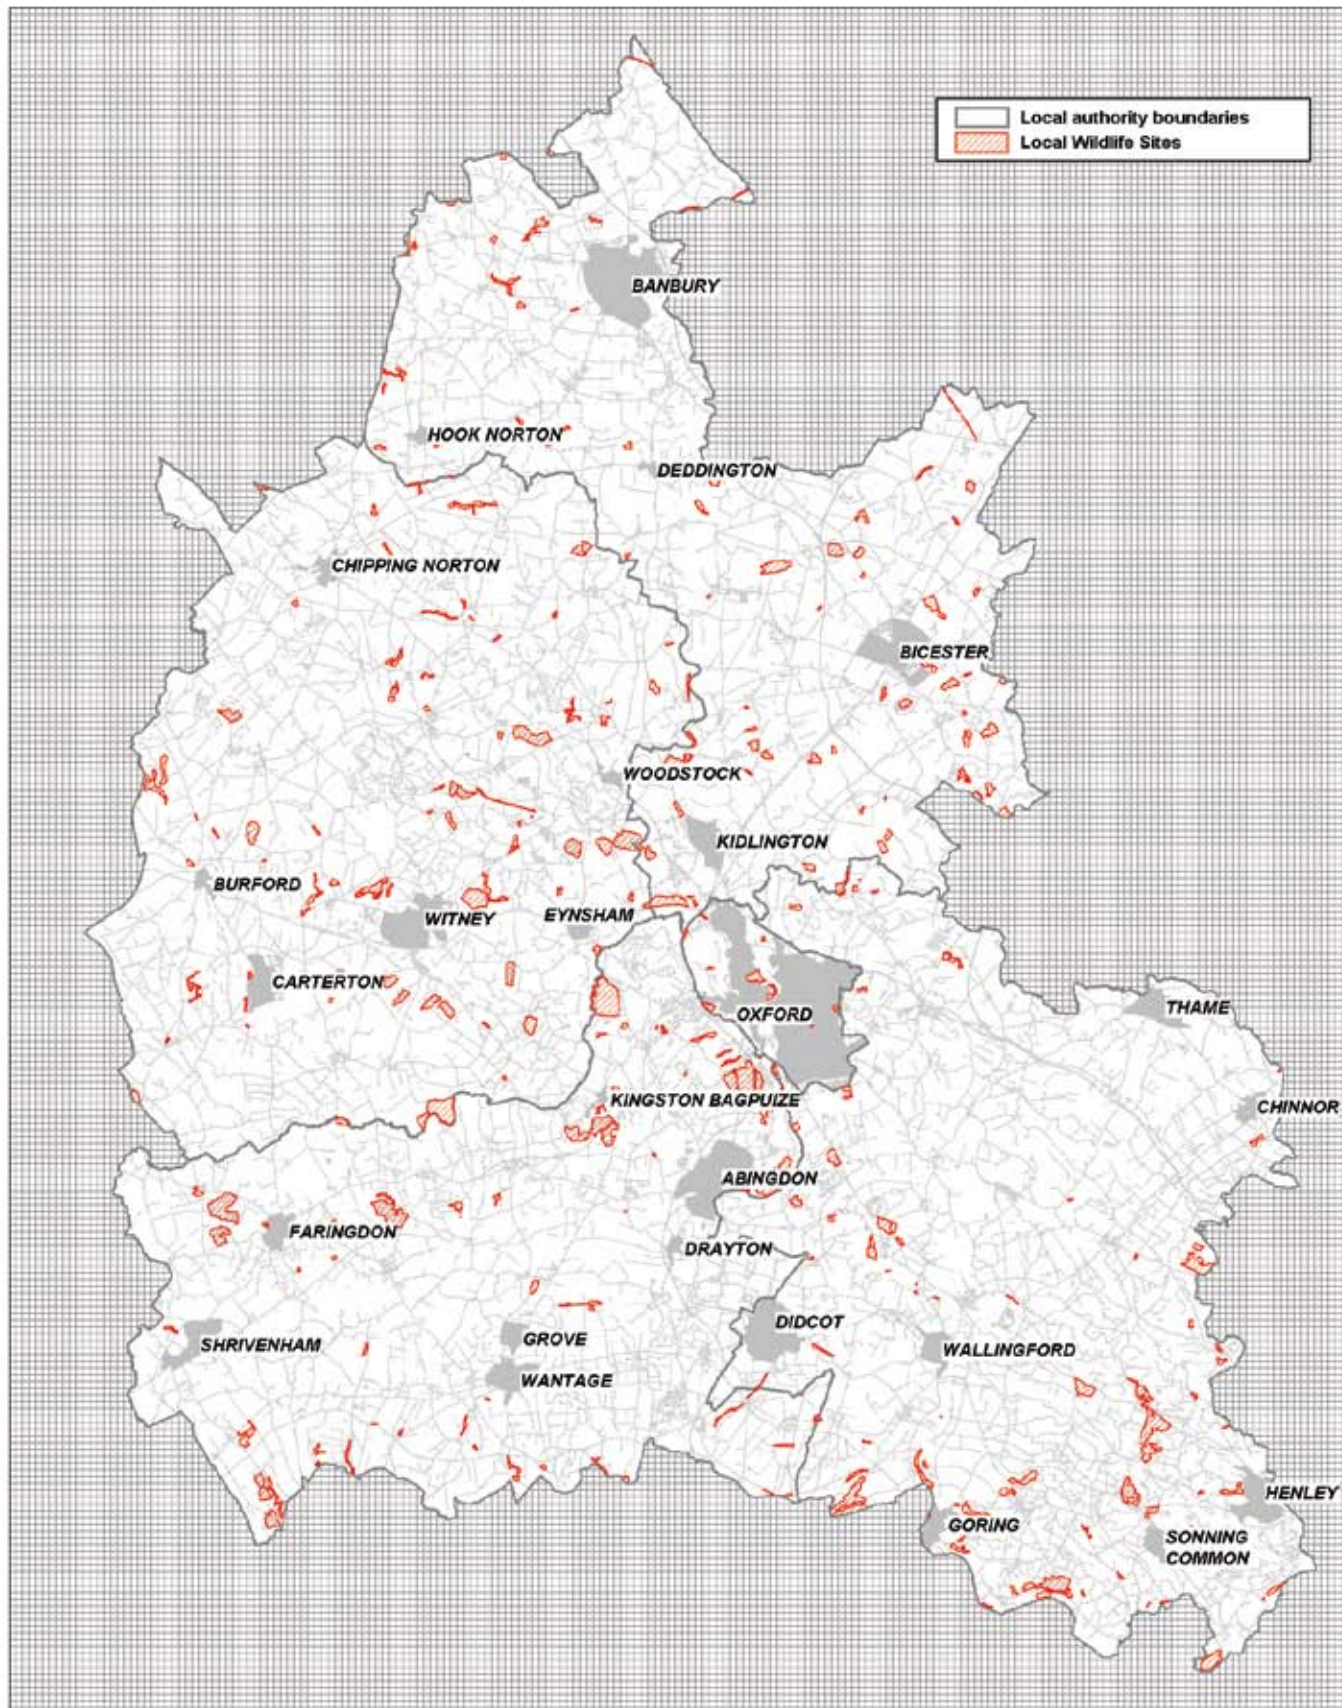 Local authority boundaries
Local Wildlife Sites
BANBURY
HOOK NORTON
DEDDINGTON
CHIPPING NORTON
BICESTER
WOODSTOCK
KIDLINGTON
BURFORD
WITNEY
EYNSHAM
CARTERTON
OXFORD
THAME
KINGSTON BAGPUIZE
CHINNOR
ABINGDON
FARINGDON
DRAYTON
DIDCOT
SHRIVENHAM
GROVE
WALLINGFORD
WANTAGE
HENLEY
GORING
SONNING
COMMON